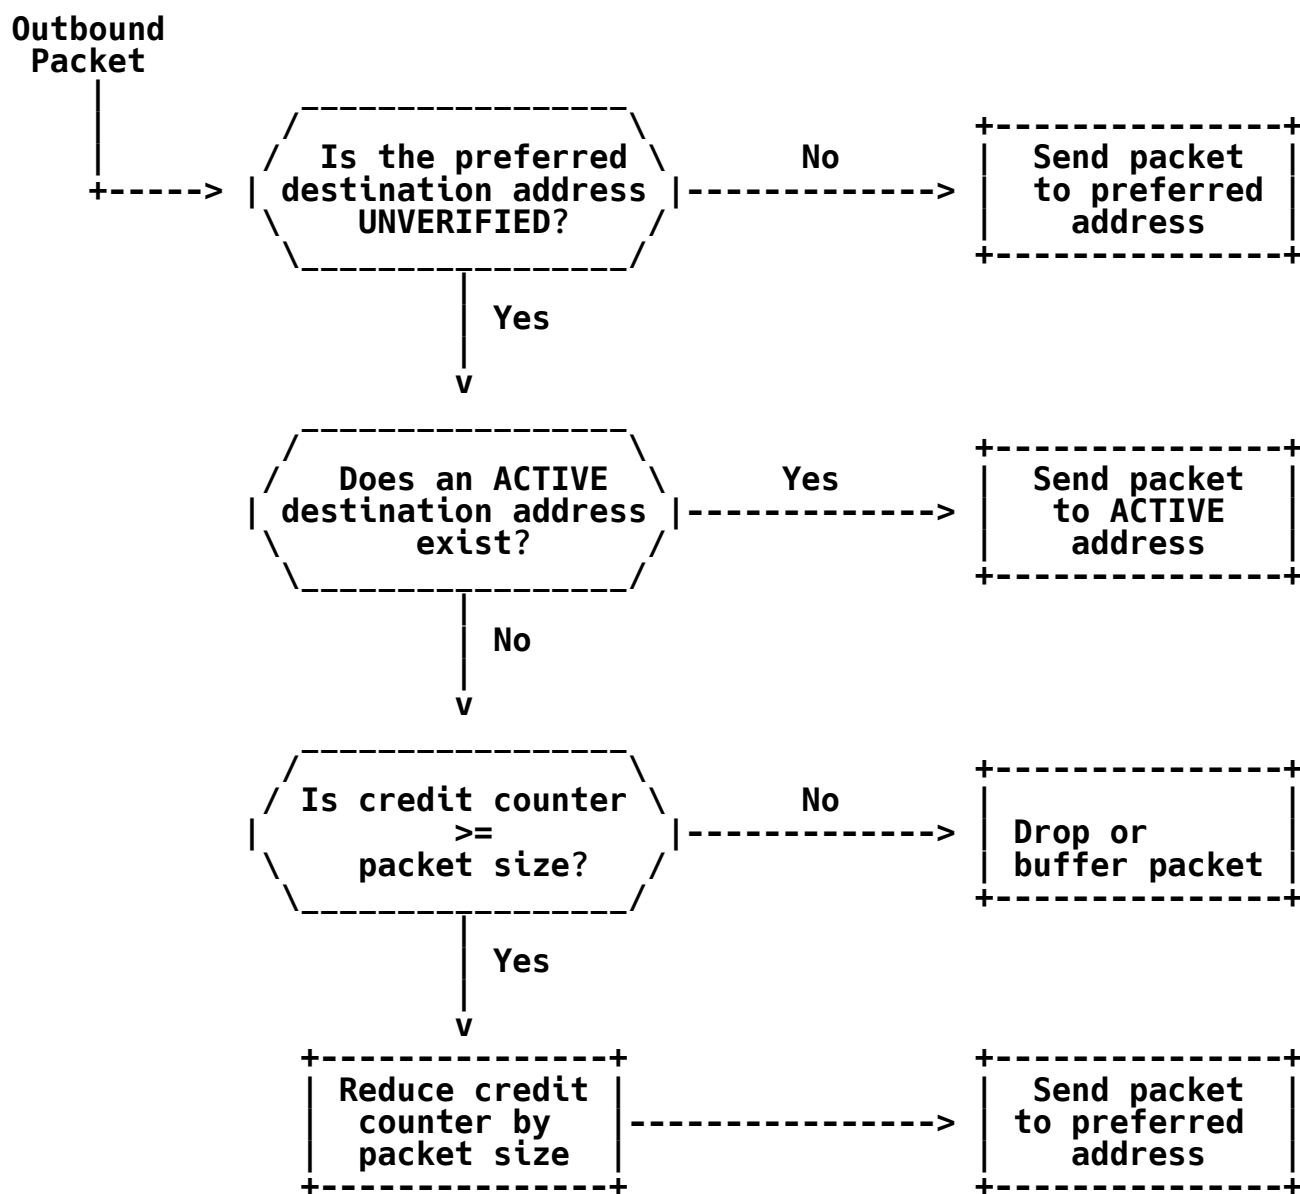 Outbound
Packet
Is the preferred No Send packet
destination address to preferred
UNVERIFIED? address
Yes
v
Does an ACTIVE Yes Send packet
destination address to ACTIVE
exist? address
No
v
Is credit counter No
>= Drop or
packet size? buffer packet
Yes
v
Reduce credit Send packet
counter by to preferred
packet size address